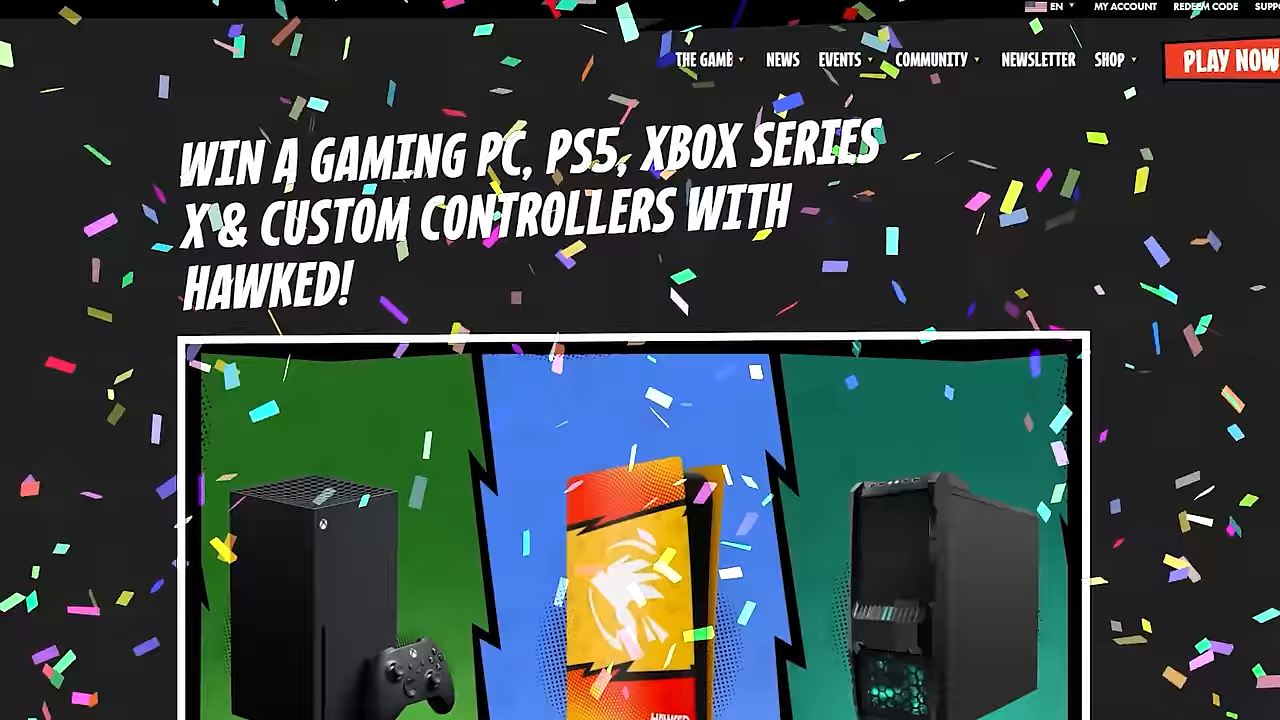 EN MY ACCOUNT REDEEM CODE
THE GAME NEWS EVENTS COMMUNITY NEWSLETTER SHOP PLAY NOW
WIN A GAMING PC, PS5, XBOX SERIES
X & CUSTOM CONTROLLERS WITH
HAWKED!
HAWKED